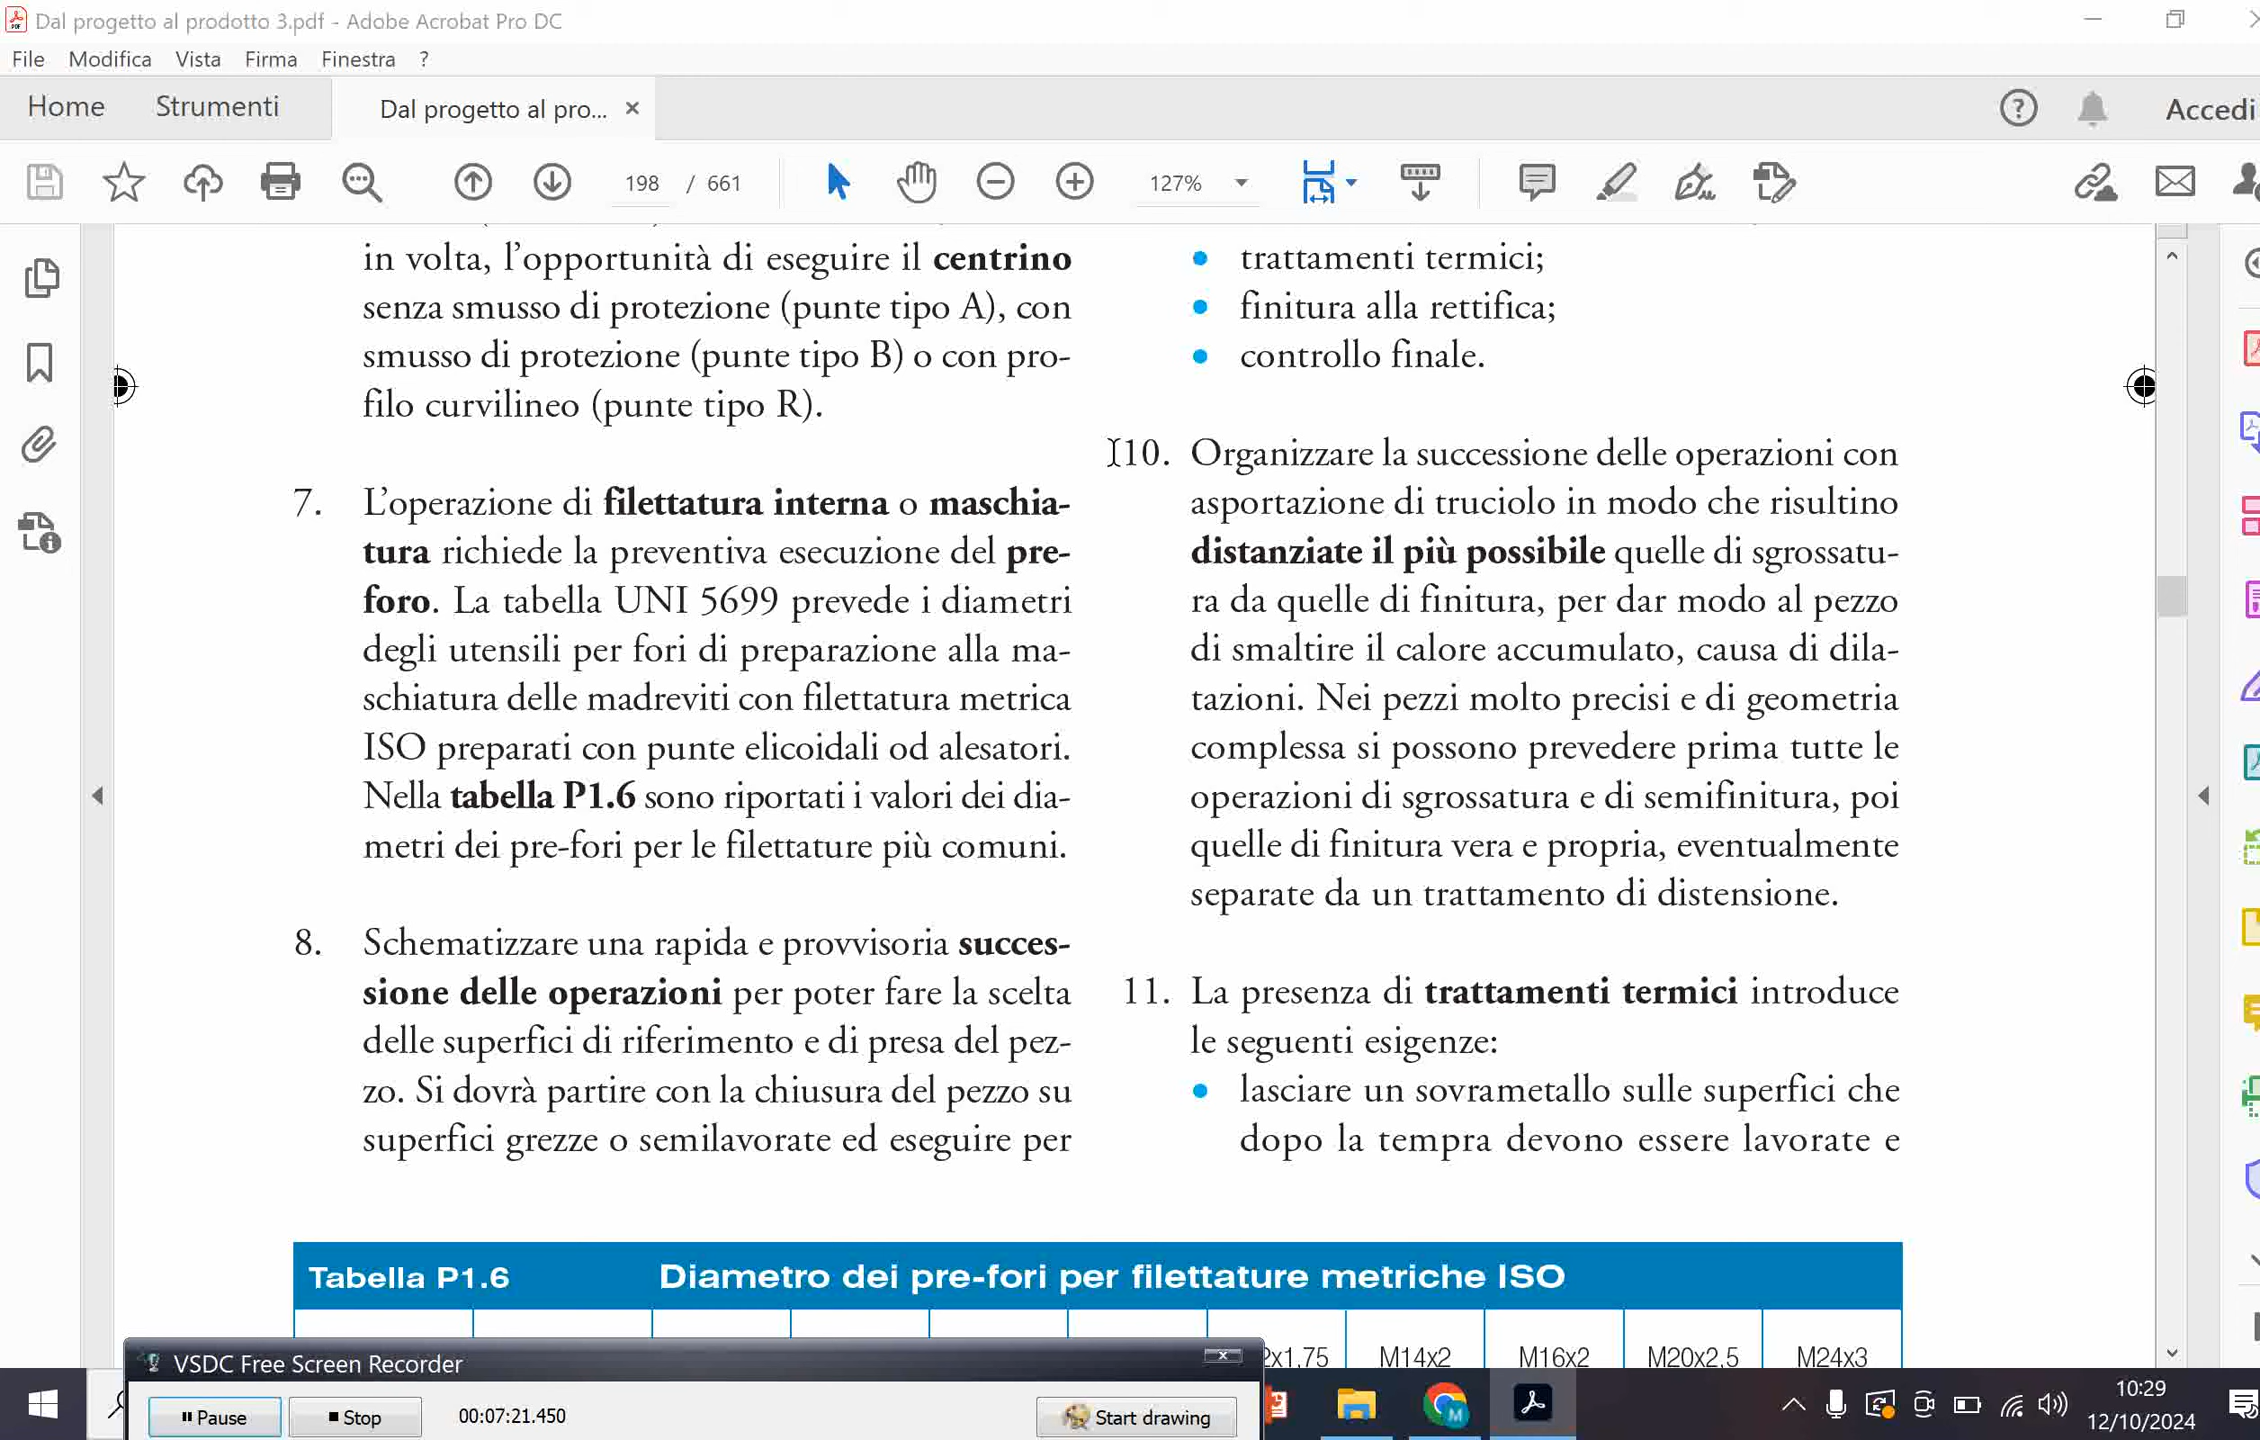 Dal progetto al prodotto 3.pdf - Adobe Acrobat Pro DC
File Modifica Vista Firma Finestra ?
Home Strumenti Dal progetto al pro... × Accedi
198 / 661 127%
in volta, l’opportunità di eseguire il centrino
senza smusso di protezione (punte tipo A), con
smusso di protezione (punte tipo B) o con pro-
filo curvilineo (punte tipo R).
7. L’operazione di filettatura interna o maschia-
tura richiede la preventiva esecuzione del pre-
foro. La tabella UNI 5699 prevede i diametri
degli utensili per fori di preparazione alla ma-
schiatura delle madreviti con filettatura metrica
ISO preparati con punte elicoidali od alesatori.
Nella tabella P1.6 sono riportati i valori dei dia-
metri dei pre-fori per le filettature più comuni.
8. Schematizzare una rapida e provvisoria succes-
sione delle operazioni per poter fare la scelta
delle superfici di riferimento e di presa del pez-
zo. Si dovrà partire con la chiusura del pezzo su
superfici grezze o semilavorate ed eseguire per
• trattamenti termici;
• finitura alla rettifica;
• controllo finale.
10. Organizzare la successione delle operazioni con
asportazione di truciolo in modo che risultino
distanziate il più possibile quelle di sgrossatu-
ra da quelle di finitura, per dar modo al pezzo
di smaltire il calore accumulato, causa di dila-
tazioni. Nei pezzi molto precisi e di geometria
complessa si possono prevedere prima tutte le
operazioni di sgrossatura e di semifinitura, poi
quelle di finitura vera e propria, eventualmente
separate da un trattamento di distensione.
11. La presenza di trattamenti termici introduce
le seguenti esigenze:
• lasciare un sovrametallo sulle superfici che
dopo la tempra devono essere lavorate e
Tabella P1.6 Diametro dei pre-fori per filettature metriche ISO
2x1,75 M14x2 M16x2 M20x2,5 M24x3
VSDC Free Screen Recorder
Pause Stop 00:07:21.450 Start drawing
10:29
12/10/2024